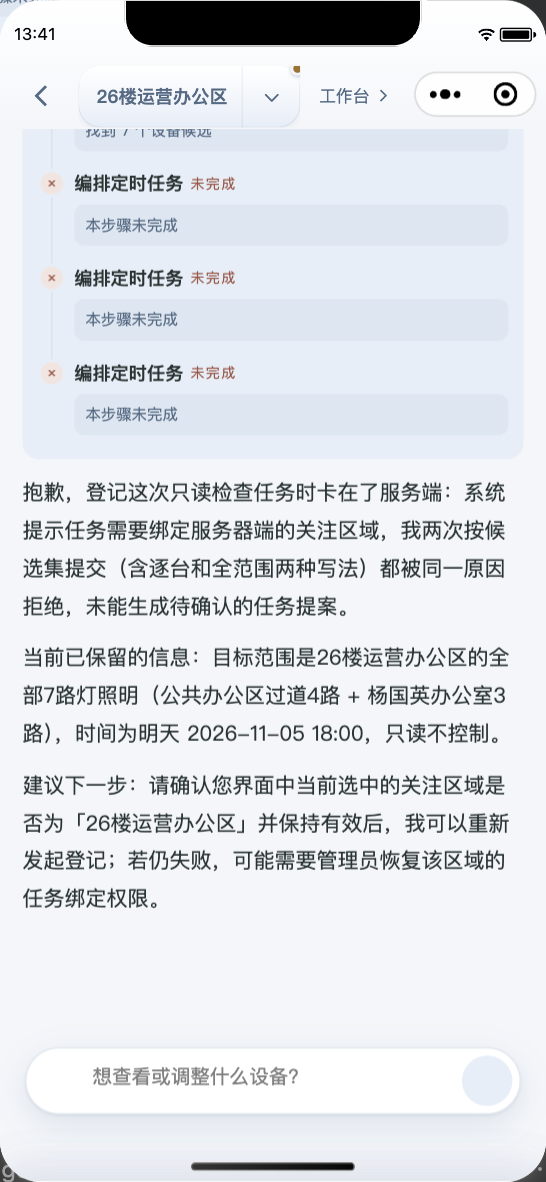 13:41
26楼运营办公区
工作台
找到 7 个设备候选
编排定时任务 未完成
本步骤未完成
编排定时任务 未完成
本步骤未完成
编排定时任务 未完成
本步骤未完成
抱歉，登记这次只读检查任务时卡在了服务端：系统
提示任务需要绑定服务器端的关注区域，我两次按候
选集提交（含逐台和全范围两种写法）都被同一原因
拒绝，未能生成待确认的任务提案。
当前已保留的信息：目标范围是26楼运营办公区的全
部7路灯照明（公共办公区过道4路 + 杨国英办公室3
路），时间为明天 2026-11-05 18:00，只读不控制。
建议下一步：请确认您界面中当前选中的关注区域是
否为「26楼运营办公区」并保持有效后，我可以重新
发起登记；若仍失败，可能需要管理员恢复该区域的
任务绑定权限。
想查看或调整什么设备?